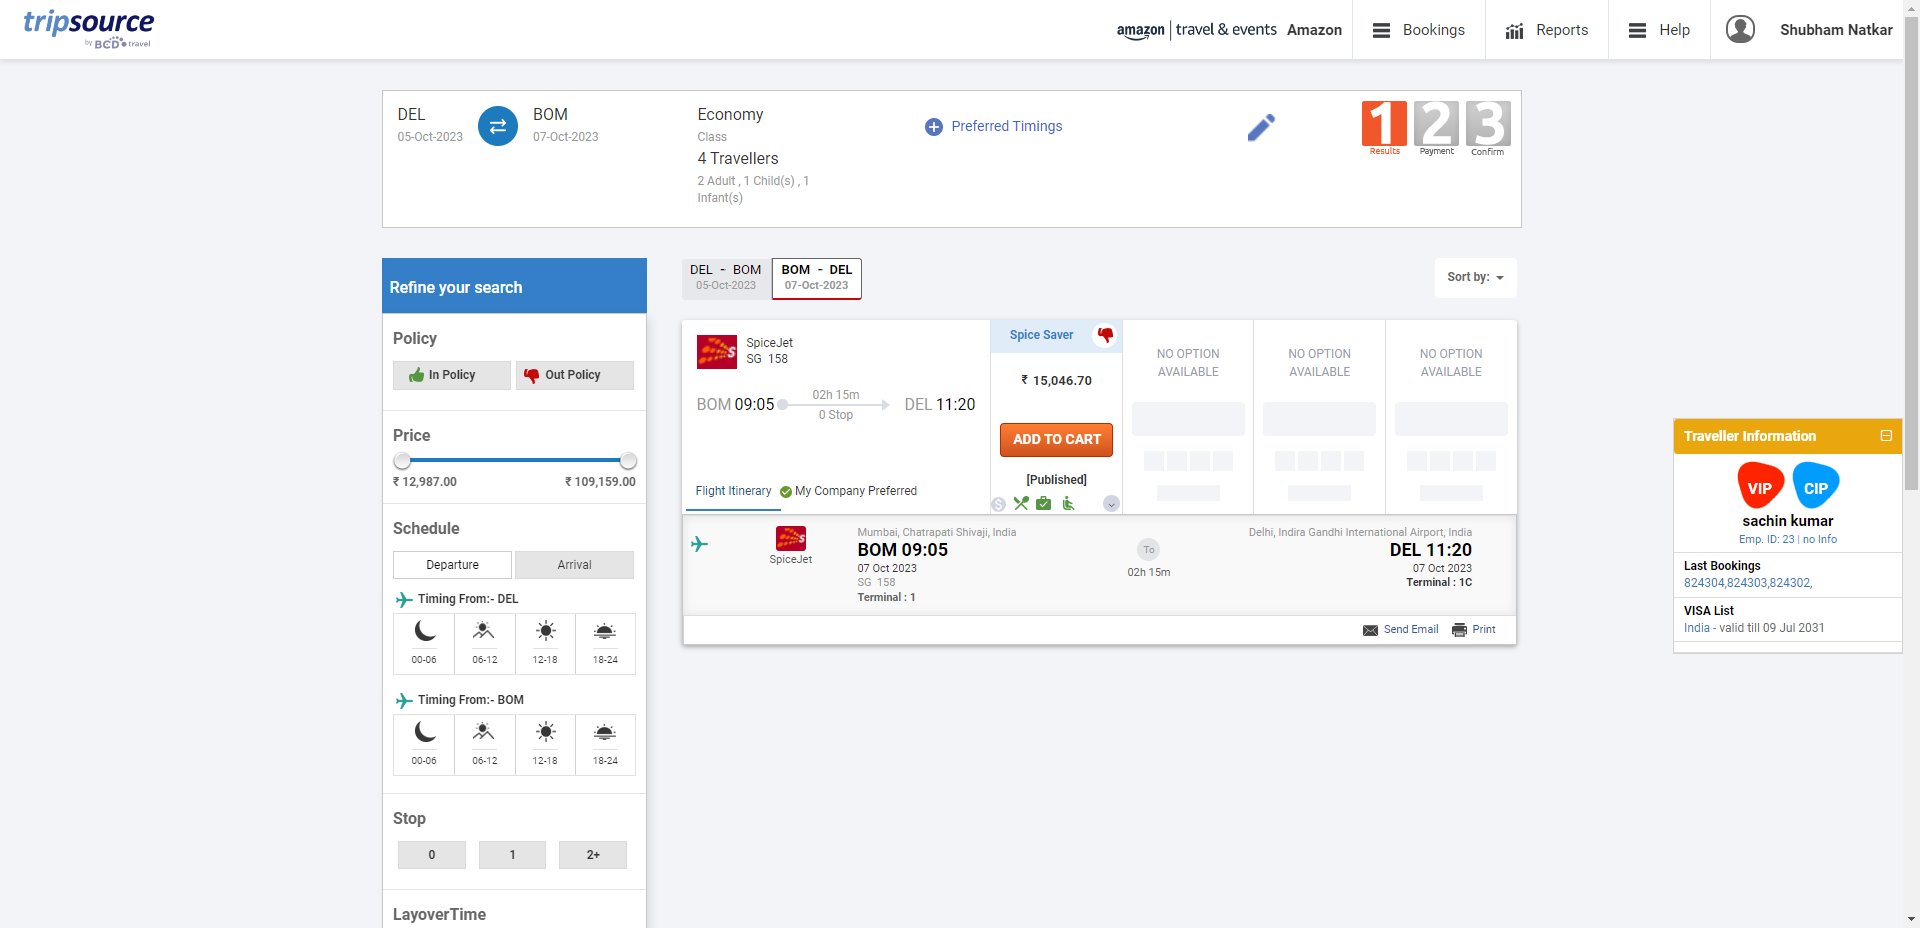 tripsource
by BCD travel
amazon | travel & events Amazon
Bookings
Reports
Help
Shubham Natkar
DEL
05-Oct-2023
BOM
07-Oct-2023
Economy
Class
4 Travellers
2 Adult , 1 Child(s) , 1
Infant(s)
Preferred Timings
1 2 3
Results Payment Confirm
Refine your search
Policy
In Policy
Out Policy
Price
₹ 12,987.00
₹ 109,159.00
Schedule
Departure
Arrival
Timing From:- DEL
00-06 06-12 12-18 18-24
Timing From:- BOM
00-06 06-12 12-18 18-24
Stop
0 1 2+
LayoverTime
DEL - BOM
05-Oct-2023
BOM - DEL
07-Oct-2023
Sort by:
SpiceJet
SG 158
BOM 09:05
02h 15m
0 Stop
DEL 11:20
Flight Itinerary
My Company Preferred
Spice Saver
₹ 15,046.70
ADD TO CART
[Published]
NO OPTION
AVAILABLE
NO OPTION
AVAILABLE
NO OPTION
AVAILABLE
SpiceJet
Mumbai, Chatrapati Shivaji, India
BOM 09:05
07 Oct 2023
SG 158
Terminal : 1
To
02h 15m
Delhi, Indira Gandhi International Airport, India
DEL 11:20
07 Oct 2023
Terminal : 1C
Send Email
Print
Traveller Information
VIP
CIP
sachin kumar
Emp. ID: 23 | no Info
Last Bookings
824304,824303,824302,
VISA List
India - valid till 09 Jul 2031